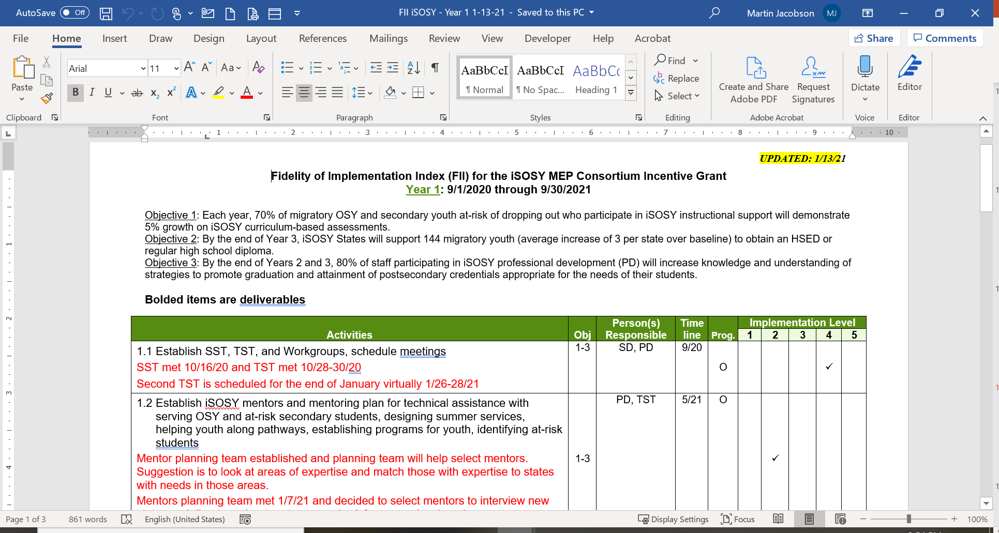 AutoSave Off
FII iSOSY - Year 1 1-13-21 - Saved to this PC
Martin Jacobson MJ
File Home Insert Draw Design Layout References Mailings Review View Developer Help Acrobat Share Comments
Paste
Clipboard
Arial 11
Aa
B I U ab x₂ x² A A
Font
Paragraph
AaBbCcI AaBbCcI AaBbCc
¶ Normal ¶ No Spac... Heading 1
Styles
Find
Replace
Select
Editing
Create and Share Adobe PDF
Request Signatures
Adobe Acrobat
Dictate
Voice
Editor
Editor
1 2 3 4 5 6 7 8 9 10
UPDATED: 1/13/21
Fidelity of Implementation Index (FII) for the iSOSY MEP Consortium Incentive Grant
Year 1: 9/1/2020 through 9/30/2021
Objective 1: Each year, 70% of migratory OSY and secondary youth at-risk of dropping out who participate in iSOSY instructional support will demonstrate
5% growth on iSOSY curriculum-based assessments.
Objective 2: By the end of Year 3, iSOSY States will support 144 migratory youth (average increase of 3 per state over baseline) to obtain an HSED or
regular high school diploma.
Objective 3: By the end of Years 2 and 3, 80% of staff participating in iSOSY professional development (PD) will increase knowledge and understanding of
strategies to promote graduation and attainment of postsecondary credentials appropriate for the needs of their students.
Bolded items are deliverables
Activities Obj Person(s) Responsible Time line Prog. Implementation Level
1 2 3 4 5
1.1 Establish SST, TST, and Workgroups, schedule meetings 1-3 SD, PD 9/20
SST met 10/16/20 and TST met 10/28-30/20 O ✓
Second TST is scheduled for the end of January virtually 1/26-28/21
1.2 Establish iSOSY mentors and mentoring plan for technical assistance with PD, TST 5/21 O
serving OSY and at-risk secondary students, designing summer services,
helping youth along pathways, establishing programs for youth, identifying at-risk
students
Mentor planning team established and planning team will help select mentors. 1-3 ✓
Suggestion is to look at areas of expertise and match those with expertise to states
with needs in those areas.
Mentors planning team met 1/7/21 and decided to select mentors to interview new
Page 1 of 3 861 words English (United States) Display Settings Focus 100%